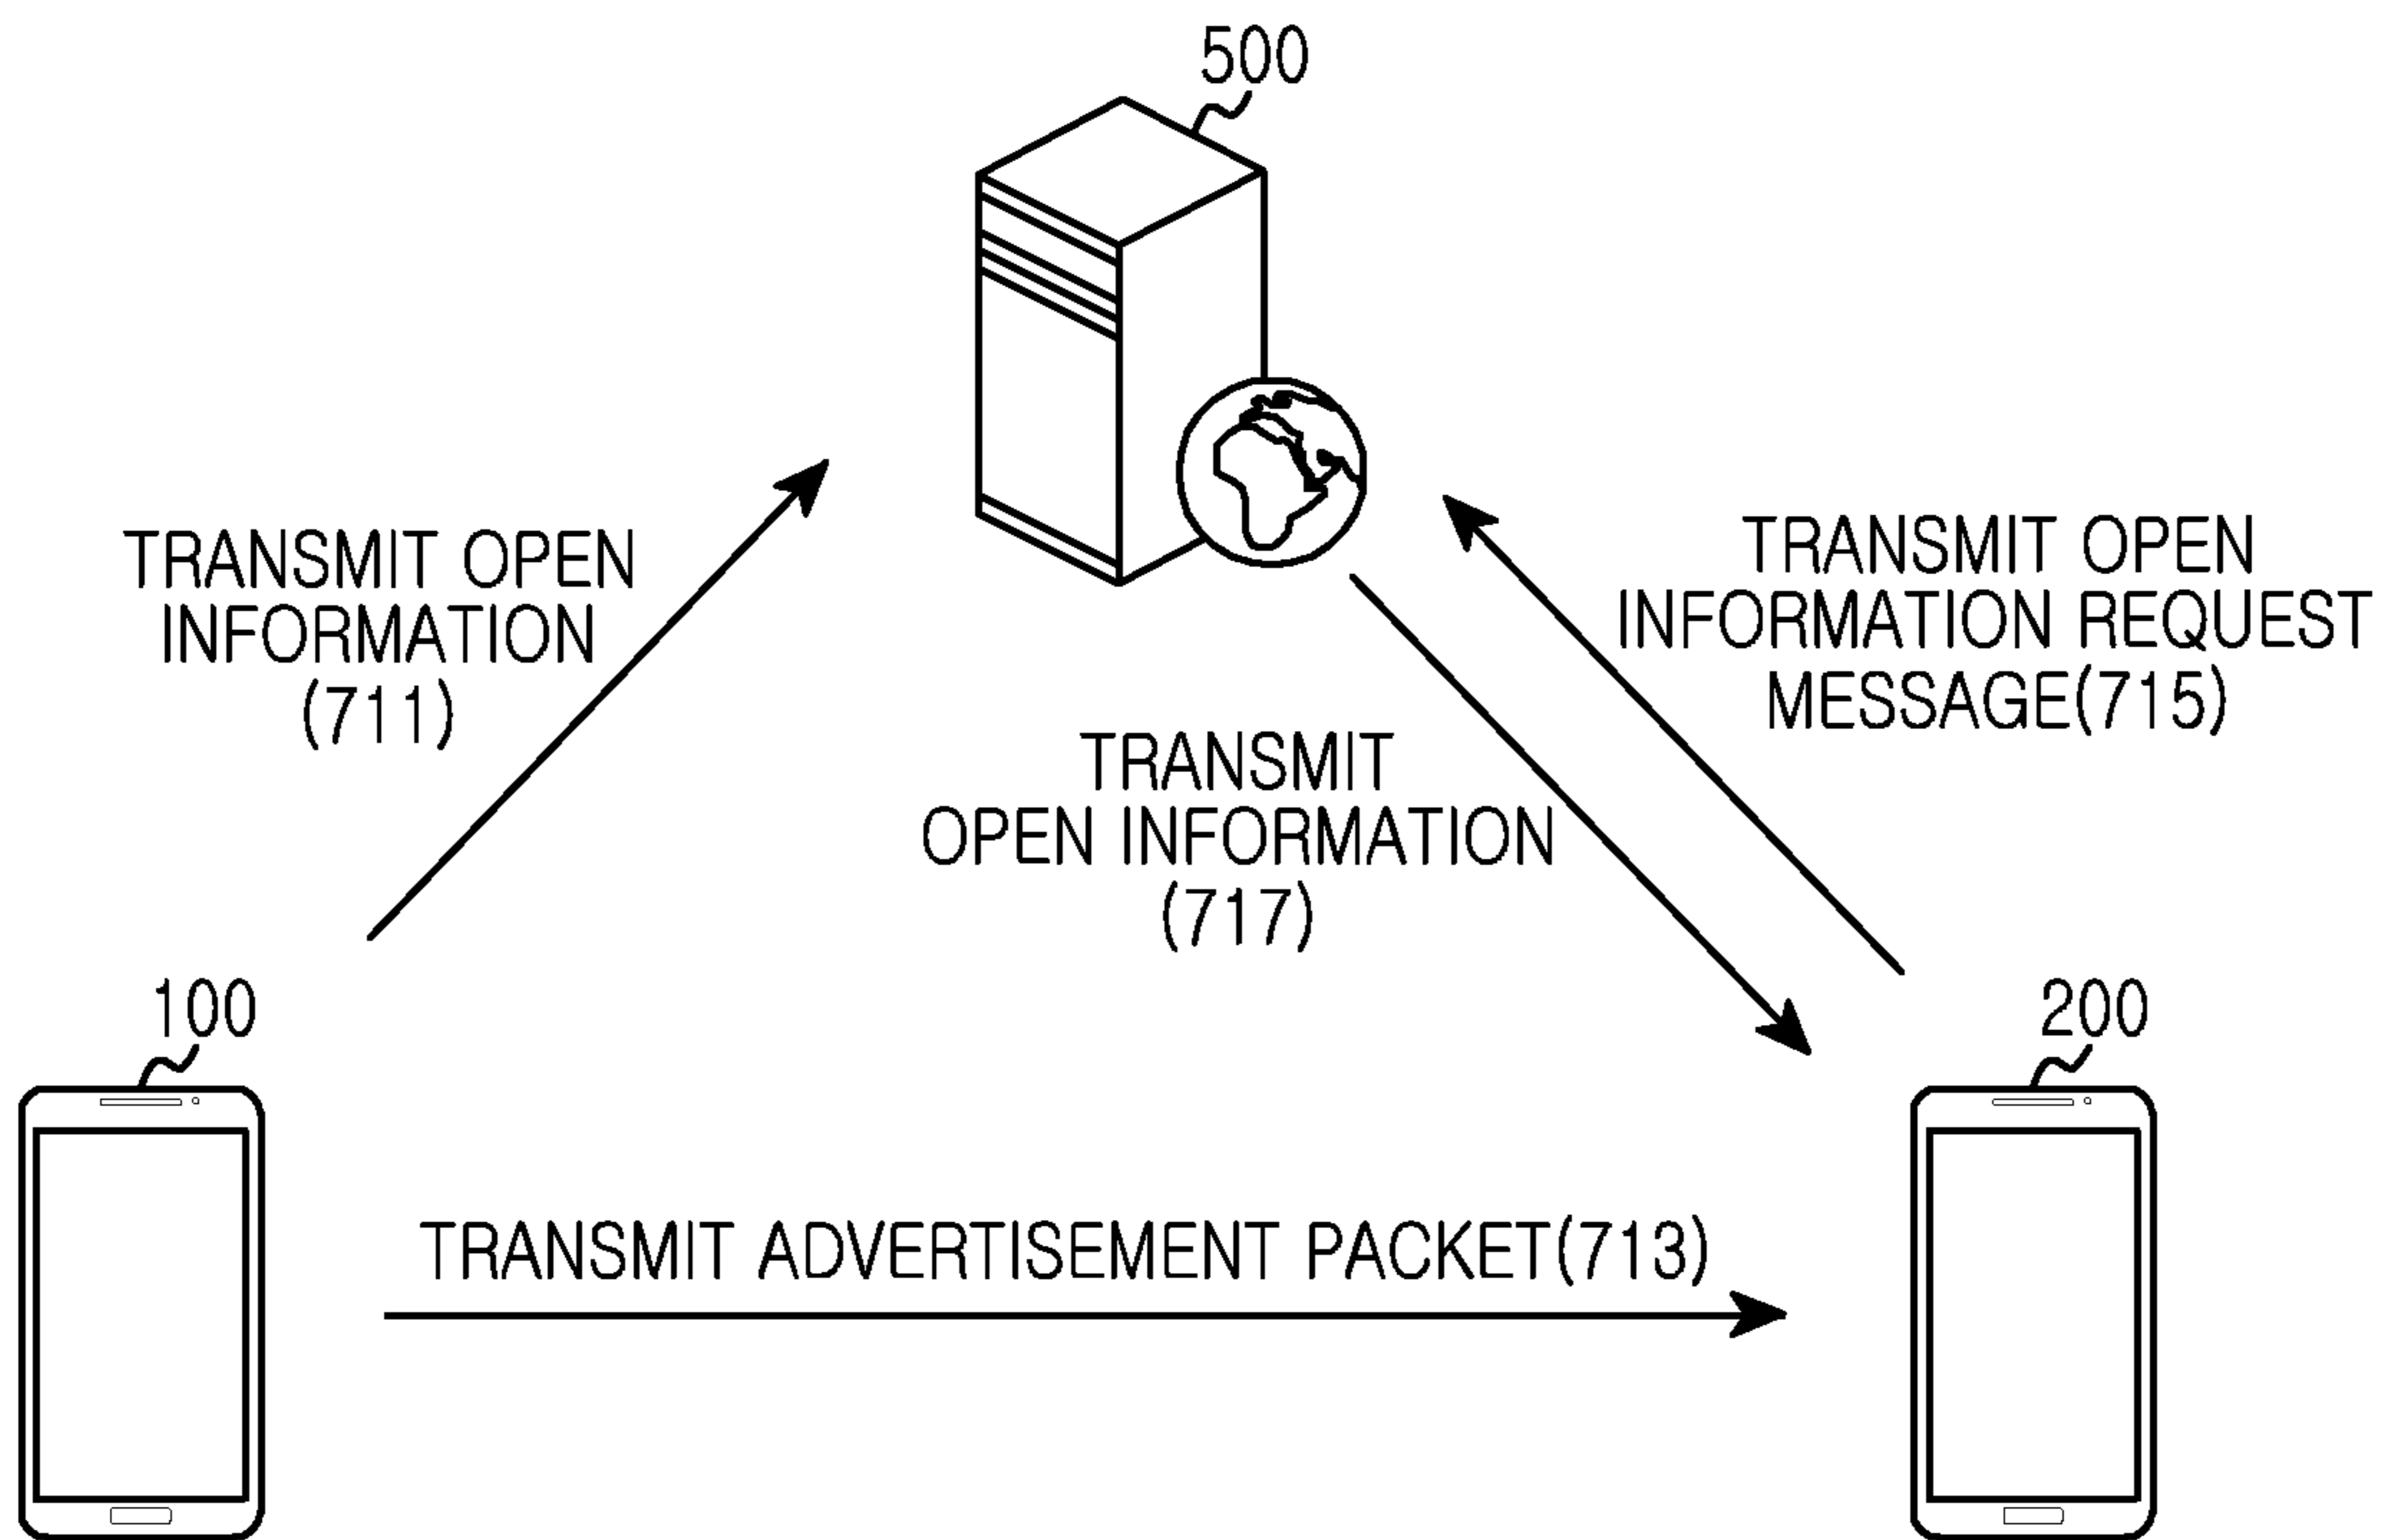 500
TRANSMIT OPEN
INFORMATION
(711)
TRANSMIT OPEN
INFORMATION REQUEST
MESSAGE(715)
TRANSMIT
OPEN INFORMATION
(717)
100
200
TRANSMIT ADVERTISEMENT PACKET(713)